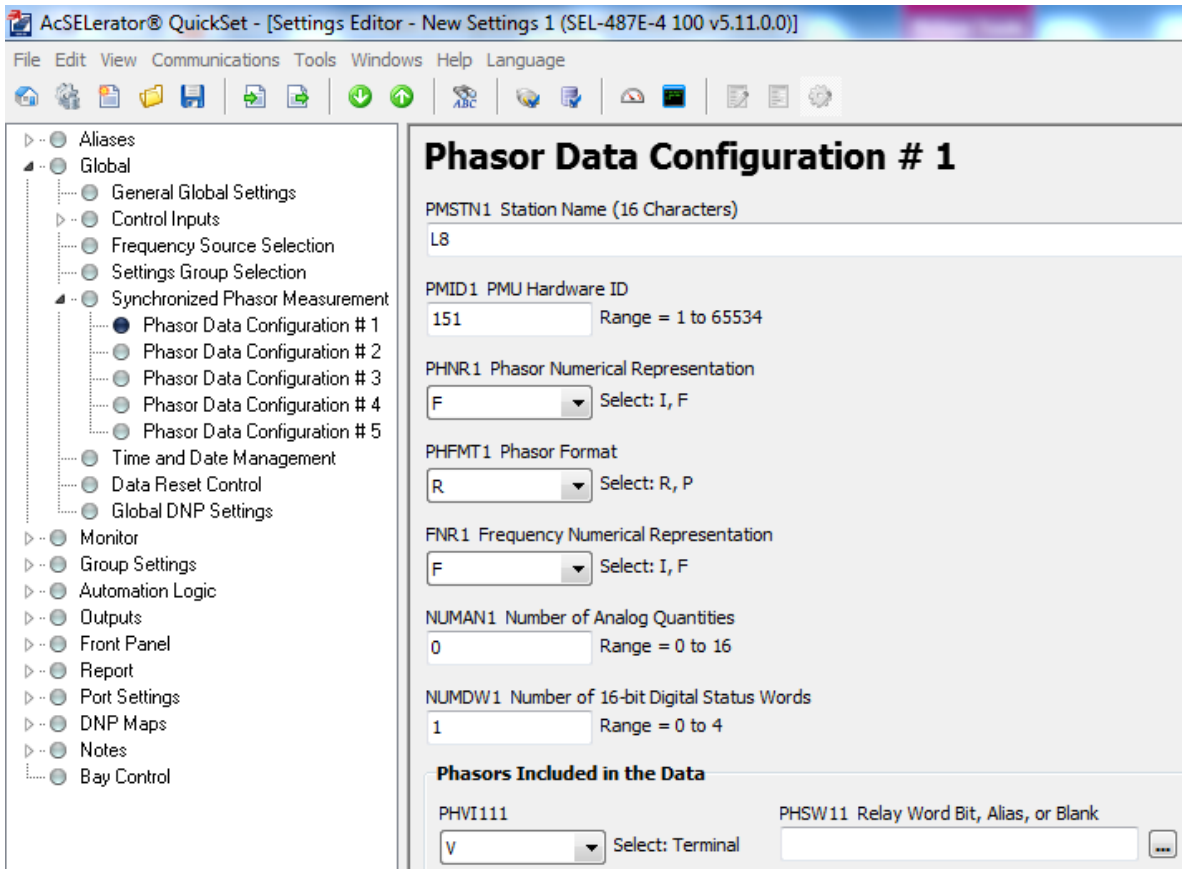 AcSELerator® QuickSet - [Settings Editor - New Settings 1 (SEL-487E-4 100 v5.11.0.0)]
File Edit View Communications Tools Windows Help Language
ABC
Aliases
Global
General Global Settings
Control Inputs
Frequency Source Selection
Settings Group Selection
Synchronized Phasor Measurement
Phasor Data Configuration # 1
Phasor Data Configuration # 2
Phasor Data Configuration # 3
Phasor Data Configuration # 4
Phasor Data Configuration # 5
Time and Date Management
Data Reset Control
Global DNP Settings
Monitor
Group Settings
Automation Logic
Outputs
Front Panel
Report
Port Settings
DNP Maps
Notes
Bay Control
Phasor Data Configuration # 1
PMSTN1 Station Name (16 Characters)
L8
PMID1 PMU Hardware ID
151 Range = 1 to 65534
PHNR1 Phasor Numerical Representation
F Select: I, F
PHFMT1 Phasor Format
R Select: R, P
FNR1 Frequency Numerical Representation
F Select: I, F
NUMAN1 Number of Analog Quantities
0 Range = 0 to 16
NUMDW1 Number of 16-bit Digital Status Words
1 Range = 0 to 4
Phasors Included in the Data
PHVI111 PHSW11 Relay Word Bit, Alias, or Blank
V Select: Terminal ...